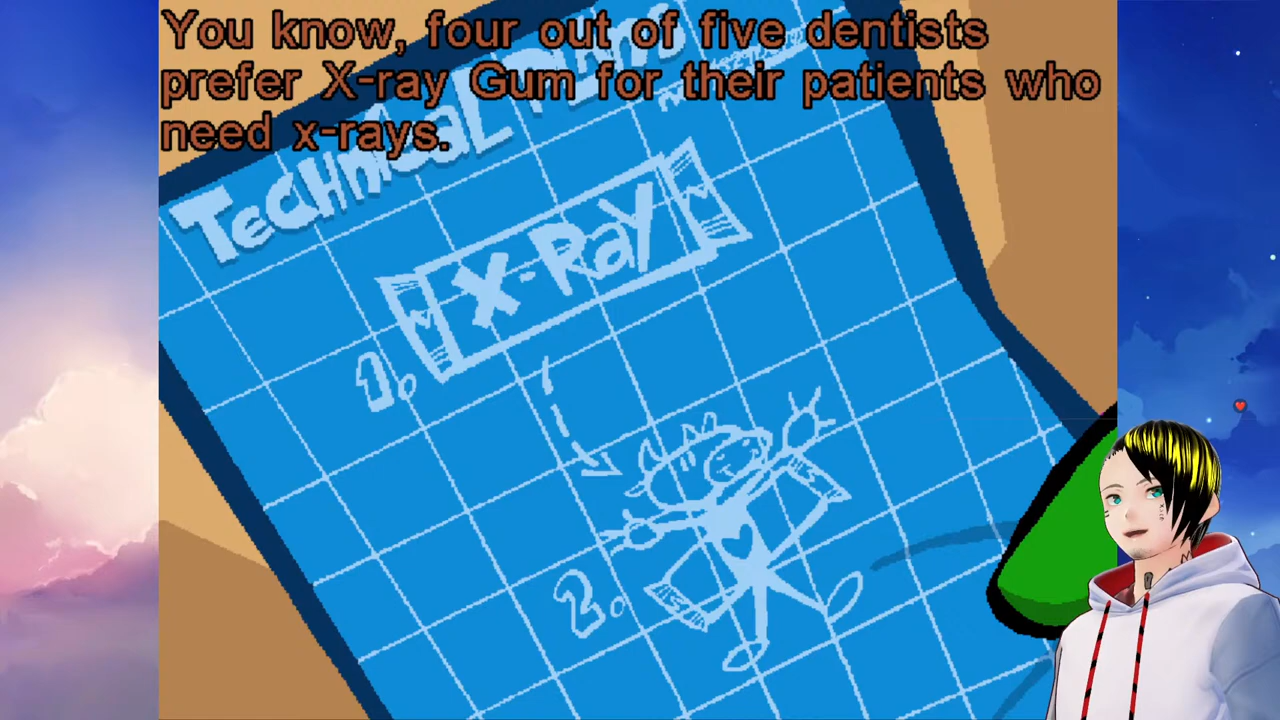 You know, four out of five dentists
prefer X-ray Gum for their patients who
need x-rays.
TecHnicaL PLAns
X-RaY
1.
2.